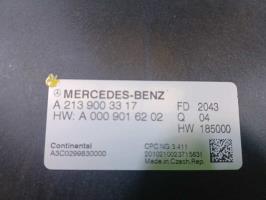 MERCEDES-BENZ
A 213 900 33 17 FD 2043
HW: A 000 901 62 02 Q 04
HW 185000
Continental CPC NG 3.411
A3C0299830000 2010210023715631
Made in Czech.Rep.